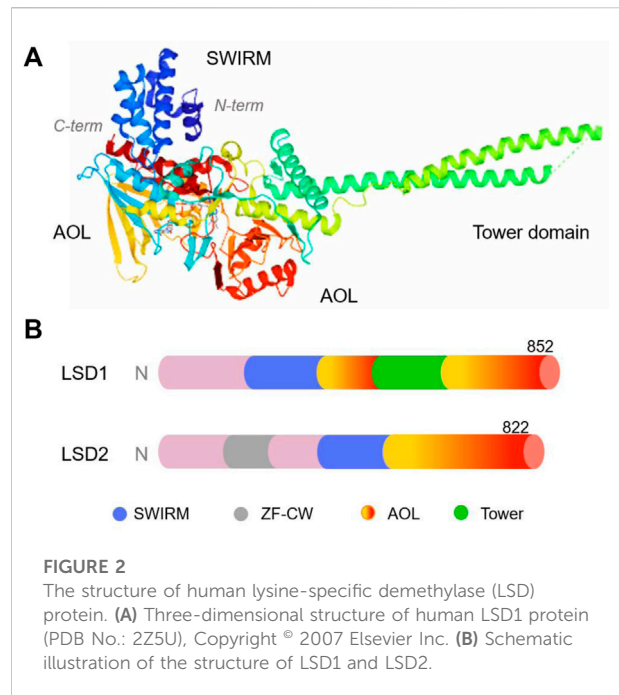 A
SWIRM
N-term
C-term
AOL
Tower domain
AOL
B
852
LSD1 N
822
LSD2 N
SWIRM ZF-CW AOL Tower
FIGURE 2
The structure of human lysine-specific demethylase (LSD)
protein. (A) Three-dimensional structure of human LSD1 protein
(PDB No.: 2Z5U), Copyright © 2007 Elsevier Inc. (B) Schematic
illustration of the structure of LSD1 and LSD2.